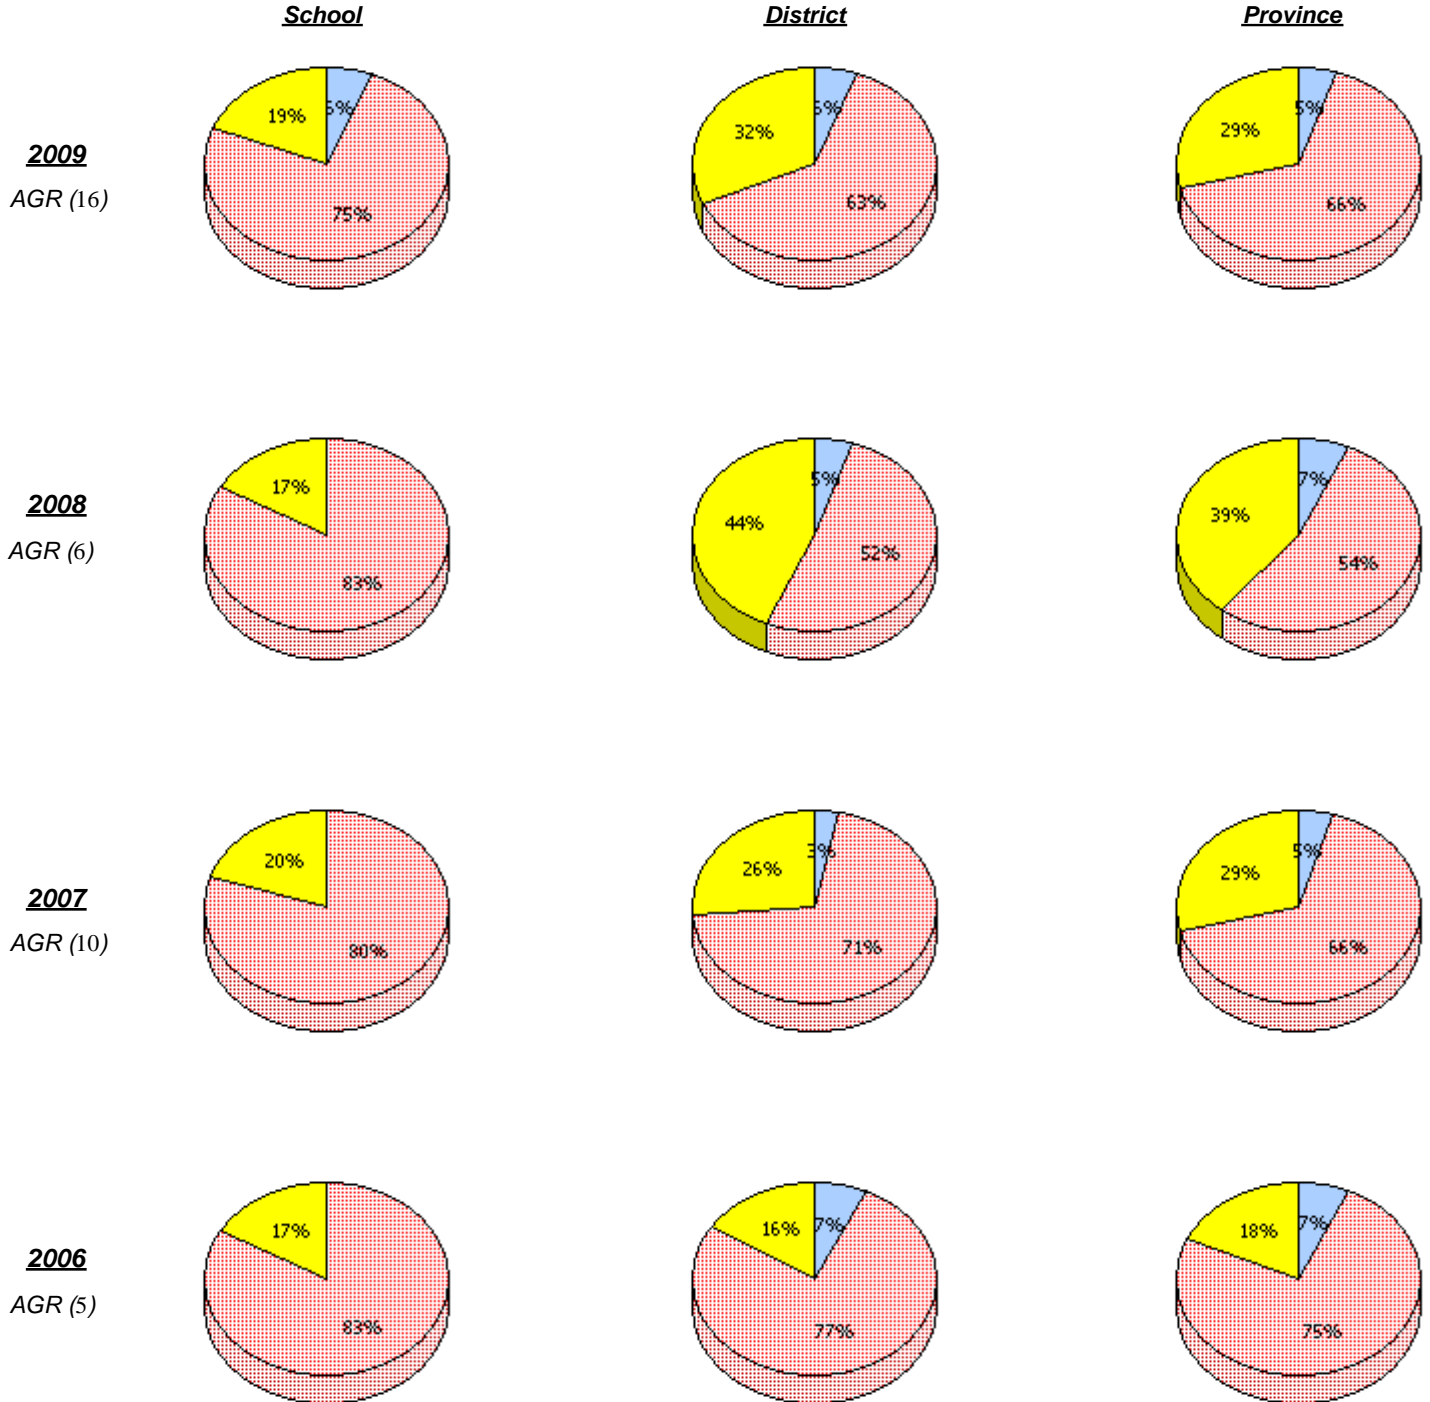 School District Province
19% 32% 29% 5%
2009
AGR (16)
75% 63% 66%
17% 44% 5% 39% 7%
2008
AGR (6)
83% 52% 54%
20% 26% 3% 29% 5%
2007
AGR (10)
80% 71% 66%
17% 16% 7% 18% 7%
2006
AGR (5)
83% 77% 75%